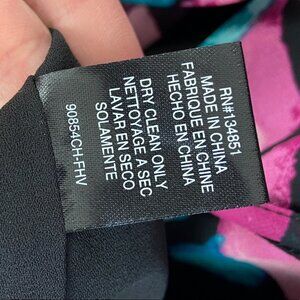 RN#134851
MADE IN CHINA
FABRIQUE EN CHINE
HECHO EN CHINA
DRY CLEAN ONLY
NETTOYAGE A SEC
LAVAR EN SECO
SOLAMENTE
90854CH-FHV